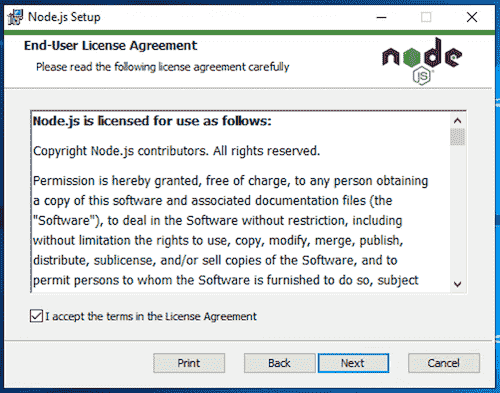 Node.js Setup
End-User License Agreement
Please read the following license agreement carefully
node
JS
Node.js is licensed for use as follows:
Copyright Node.js contributors. All rights reserved.
Permission is hereby granted, free of charge, to any person obtaining
a copy of this software and associated documentation files (the
"Software"), to deal in the Software without restriction, including
without limitation the rights to use, copy, modify, merge, publish,
distribute, sublicense, and/or sell copies of the Software, and to
permit persons to whom the Software is furnished to do so, subject
I accept the terms in the License Agreement
Print Back Next Cancel